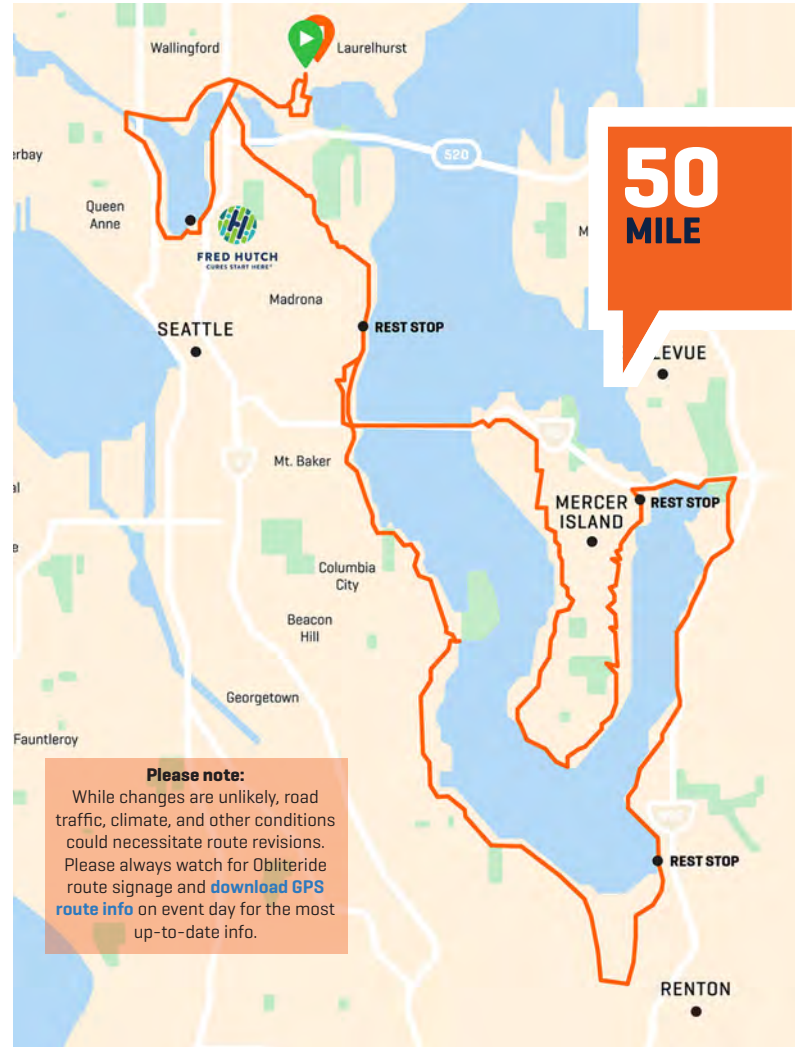 Wallingford
Laurelhurst
520
50
MILE
erbay
Queen
Anne
FRED HUTCH
CURES START HERE®
M
Madrona
REST STOP
SEATTLE
LEVUE
Mt. Baker
al
MERCER
ISLAND
REST STOP
e
Columbia
City
Beacon
Hill
Georgetown
Fauntleroy
Please note:
While changes are unlikely, road
traffic, climate, and other conditions
could necessitate route revisions.
Please always watch for Obliteride
route signage and download GPS
route info on event day for the most
up-to-date info.
REST STOP
RENTON